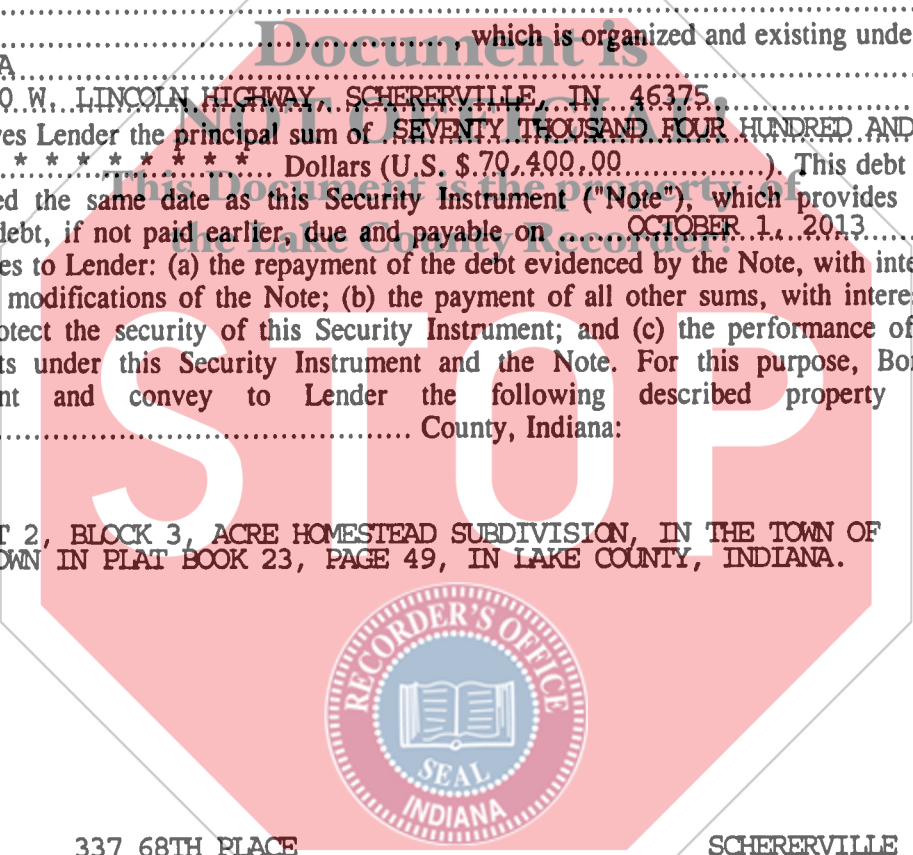 Document is
, which is organized and existing unde
A
0 W. LINCOLN HIGHWAY, SCHERERVILLE, IN 46375
NOT OFFICIAL!
es Lender the principal sum of SEVENTY THOUSAND FOUR HUNDRED AND
* * * * * * * * * Dollars (U.S. $ 70,400.00 ). This debt
This Document is the property of
ed the same date as this Security Instrument ("Note"), which provides
the Lake County Recorder!
debt, if not paid earlier, due and payable on OCTOBER 1, 2013
es to Lender: (a) the repayment of the debt evidenced by the Note, with inte
modifications of the Note; (b) the payment of all other sums, with intere
otect the security of this Security Instrument; and (c) the performance of
ts under this Security Instrument and the Note. For this purpose, Bor
nt and convey to Lender the following described property
County, Indiana:
STOP
T 2, BLOCK 3, ACRE HOMESTEAD SUBDIVISION, IN THE TOWN OF
OWN IN PLAT BOOK 23, PAGE 49, IN LAKE COUNTY, INDIANA.
RECORDER'S OFFICE
SEAL
INDIANA
337 68TH PLACE SCHERERVILLE